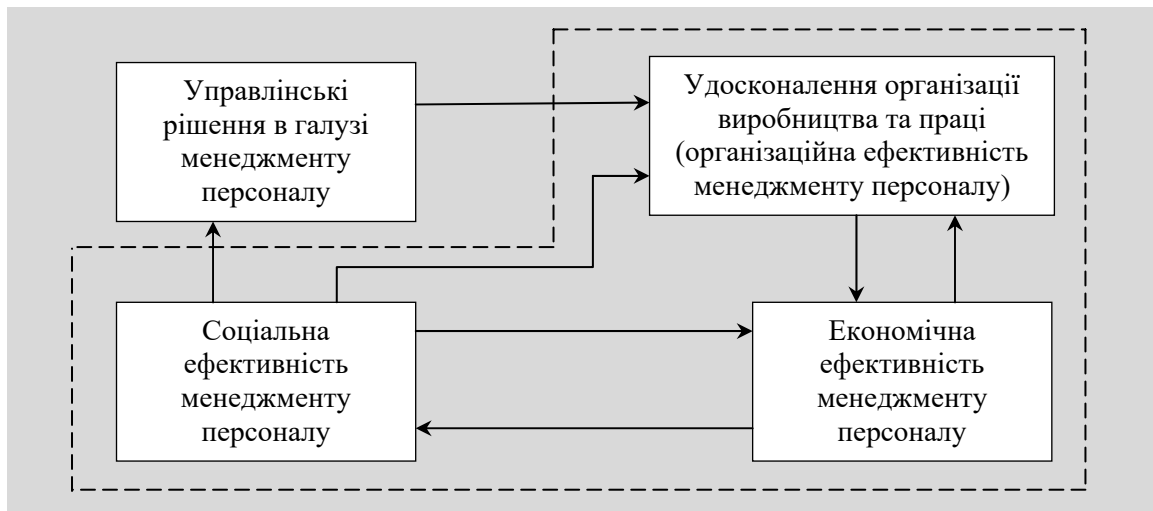 Управлінські
рішення в галузі
менеджменту
персоналу
Удосконалення організації
виробництва та праці
(організаційна ефективність
менеджменту персоналу)
Соціальна
ефективність
менеджменту
персоналу
Економічна
ефективність
менеджменту
персоналу